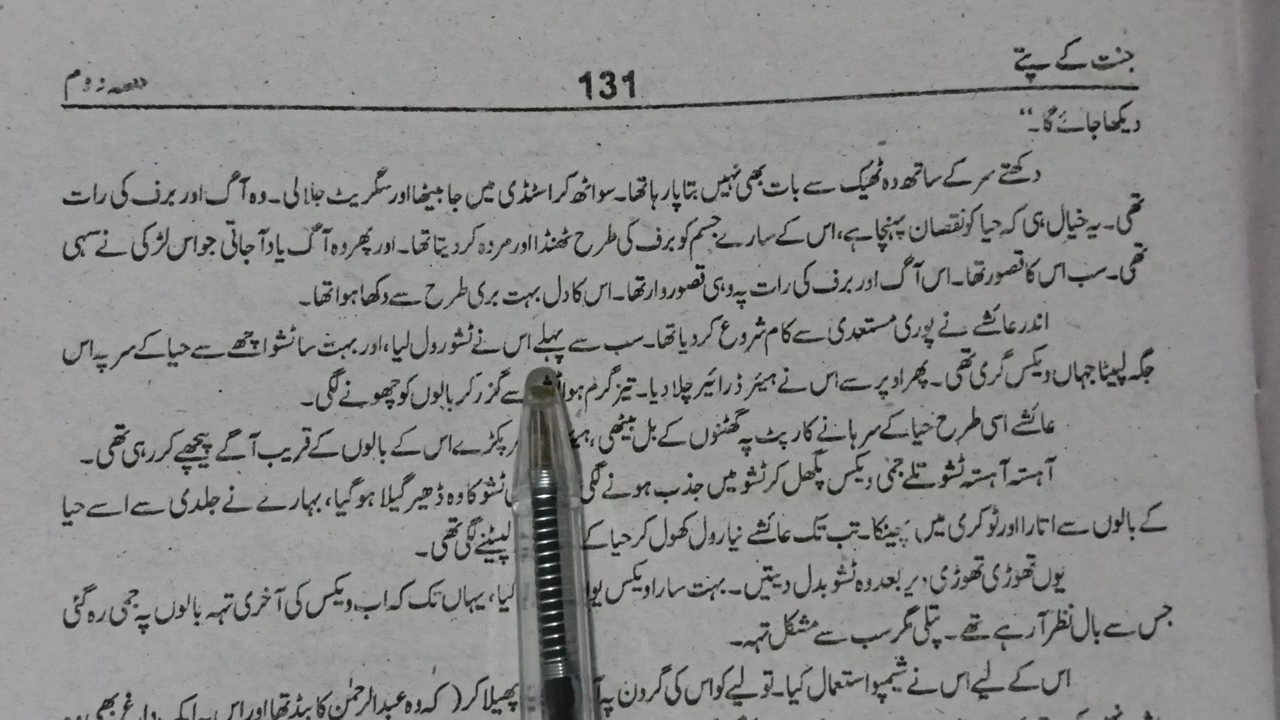 جنت کے پتے
131
حصہ دوم
دیکھا جائے گا۔“
دکھتے سر کے ساتھ وہ ٹھیک سے بات بھی نہیں بتا پا رہا تھا۔ سو اٹھ کر اسٹڈی میں جا بیٹھا اور سگریٹ جلا لی۔ وہ آگ اور برف کی رات
تھی۔ یہ خیال ہی کہ حیا کو نقصان پہنچا ہے، اس کے سارے جسم کو برف کی طرح ٹھنڈا اور مردہ کر دیتا تھا۔ اور پھر وہ آگ یاد آ جاتی جو اس لڑکی نے سہی
تھی۔ سب اس کا قصور تھا۔ اس آگ اور برف کی رات پہ وہی قصور وار تھا۔ اس کا دل بہت بری طرح سے دکھا ہوا تھا۔
اندر عائشے نے پوری مستعدی سے کام شروع کر دیا تھا۔ سب سے پہلے اس نے ٹشو رول لیا، اور بہت سا ٹشو اچھے سے حیا کے سر پہ اس
جگہ لپیٹا جہاں ویکس گری تھی۔ پھر اوپر سے اس نے ہیئر ڈرائیر چلا دیا۔ تیز گرم ہوا سے گزر کر بالوں کو چھونے لگی۔
عائشے اسی طرح حیا کے سرہانے کارپٹ پہ گھٹنوں کے بل بیٹھی، پکڑے اس کے بالوں کے قریب آگے پیچھے کر رہی تھی۔
آہستہ آہستہ ٹشو تلے جمی ویکس پگھل کر ٹشو میں جذب ہونے لگی ٹشو کا وہ ڈھیر گیلا ہو گیا، بہارے نے جلدی سے اسے حیا
کے بالوں سے اتارا اور ٹوکری میں پھینکا۔ تب تک عائشے نیا رول کھول کر حیا کے لپیٹنے لگی تھی۔
یوں تھوڑی تھوڑی دیر بعد وہ ٹشو بدل دیتیں۔ بہت سارا ویکس یوں گیا، یہاں تک کہ اب ویکس کی آخری تہہ بالوں پہ جمی رہ گئی
جس سے بال نظر آ رہے تھے۔ پتلی مگر سب سے مشکل تہہ۔
اس کے لیے اس نے شیمپو استعمال کیا۔ تولیے کو اس کی گردن پہ پھیلا کر (کہ وہ عبدالرحمٰن کا بیڈ تھا اور اس پہ ایک داغ بھی وہ